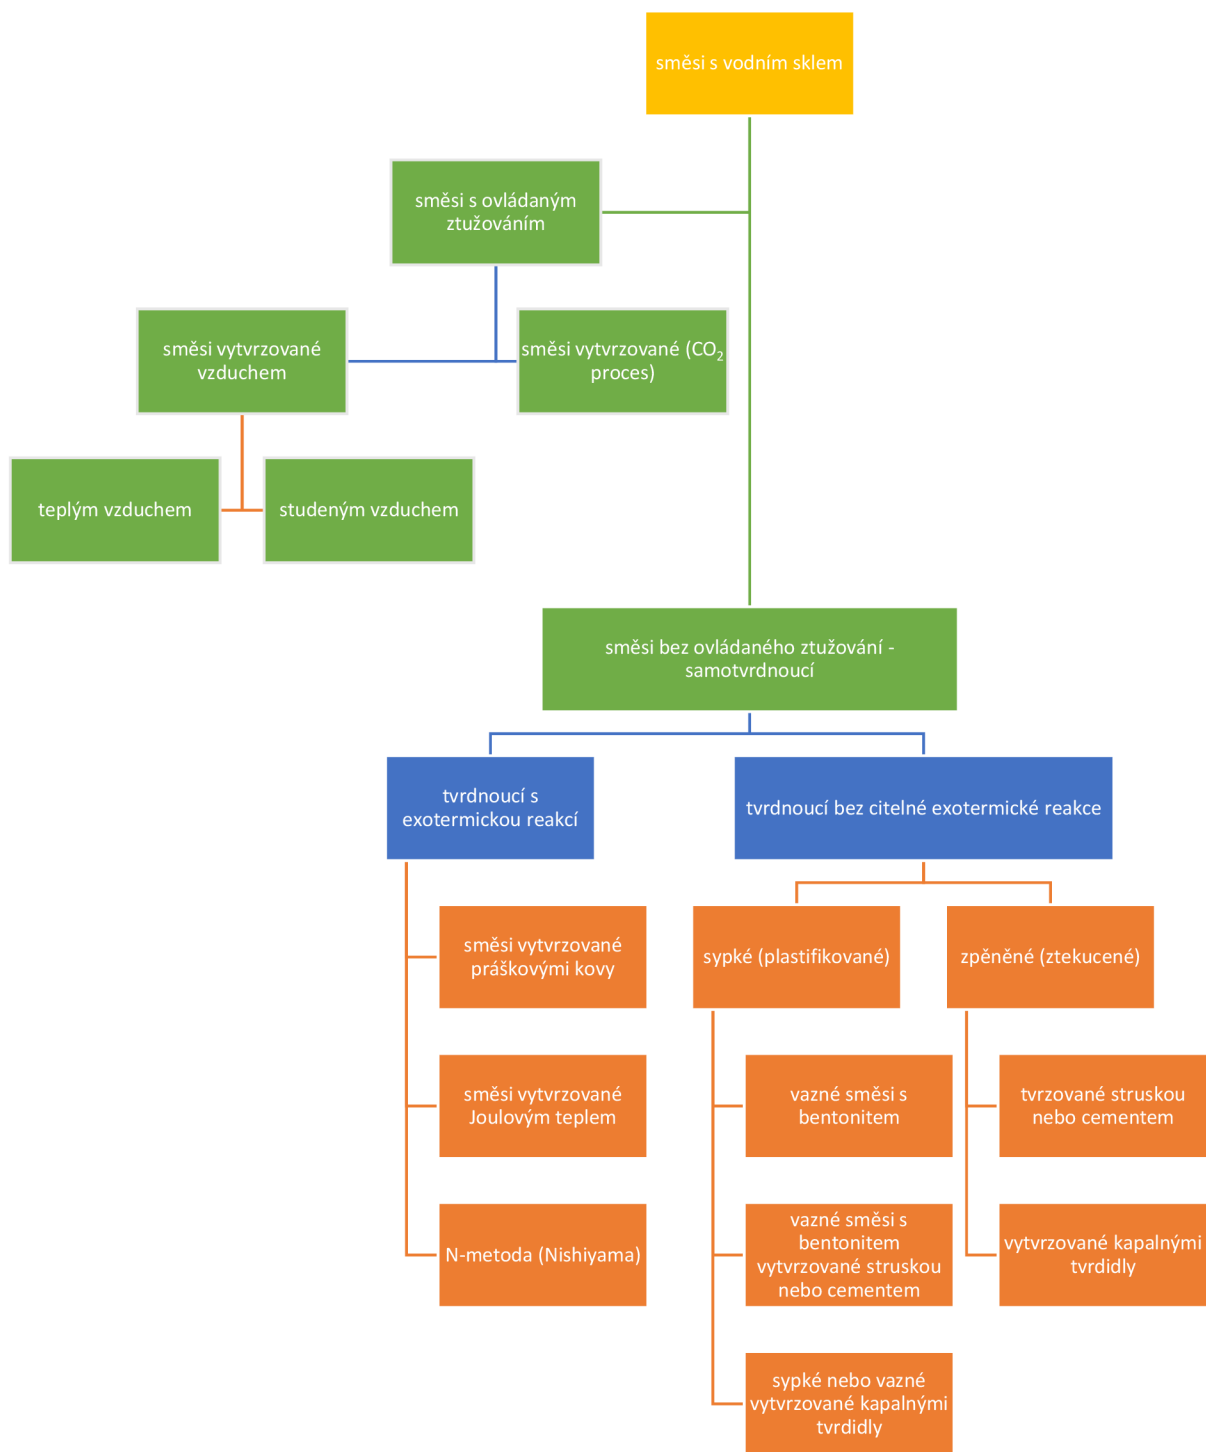 směsi s vodním sklem
směsi s ovládaným
ztužováním
směsi vytvrzované
vzduchem
směsi vytvrzované (CO₂
proces)
teplým vzduchem
studeným vzduchem
směsi bez ovládaného ztužování -
samotvrdnoucí
tvrdnoucí s
exotermickou reakcí
tvrdnoucí bez citelné exotermické reakce
směsi vytvrzované
práškovými kovy
směsi vytvrzované
Joulovým teplem
N-metoda (Nishiyama)
sypké (plastifikované)
vazné směsi s
bentonitem
vazné směsi s
bentonitem
vytvrzované struskou
nebo cementem
sypké nebo vazné
vytvrzované kapalnými
tvrdidly
zpěněné (ztekucené)
tvrzované struskou
nebo cementem
vytvrzované kapalnými
tvrdidly